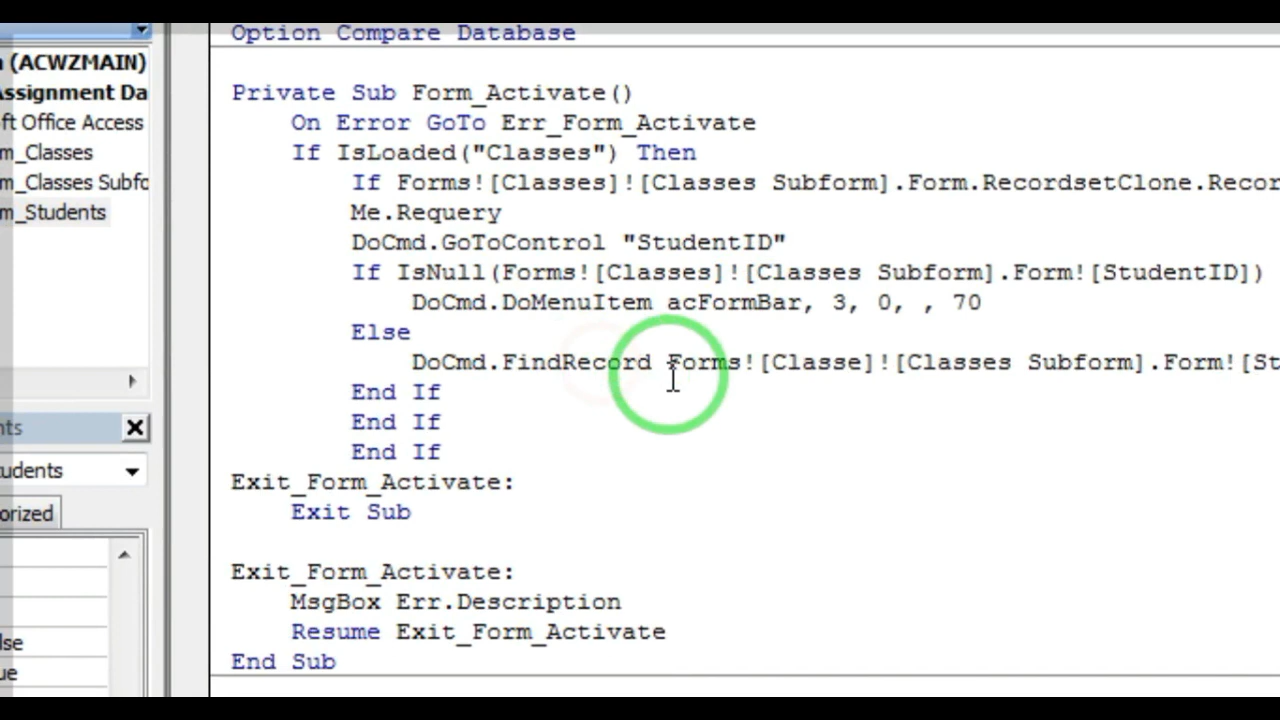 Option Compare Database
(ACWZMAIN)
Assignment Da
ft Office Access
m_Classes
m_Classes Subfo
m_Students
Private Sub Form_Activate()
On Error GoTo Err_Form_Activate
If IsLoaded("Classes") Then
If Forms![Classes]![Classes Subform].Form.RecordsetClone.Recor
Me.Requery
DoCmd.GoToControl "StudentID"
If IsNull(Forms![Classes]![Classes Subform].Form![StudentID])
DoCmd.DoMenuItem acFormBar, 3, 0, , 70
Else
DoCmd.FindRecord Forms![Classe]![Classes Subform].Form![St
End If
End If
End If
Exit_Form_Activate:
Exit Sub
Exit_Form_Activate:
MsgBox Err.Description
Resume Exit_Form_Activate
End Sub
nts
udents
orized
lse
ue